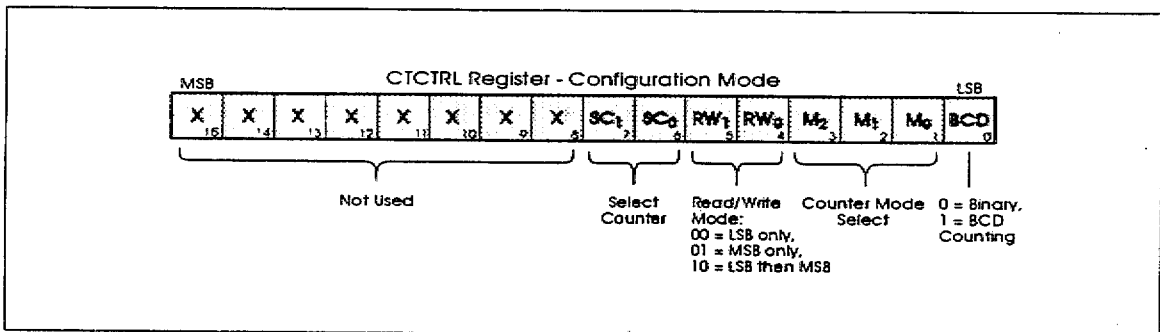 CTCTRL Register - Configuration Mode
MSB LSB
X X X X X X X X SC1 SC0 RW1 RW0 M2 M1 M0 BCD
15 14 13 12 11 10 9 8 7 6 5 4 3 2 1 0
Not Used
Select
Counter
Read/Write
Mode:
00 = LSB only,
01 = MSB only,
10 = LSB then MSB
Counter Mode
Select
0 = Binary,
1 = BCD
Counting